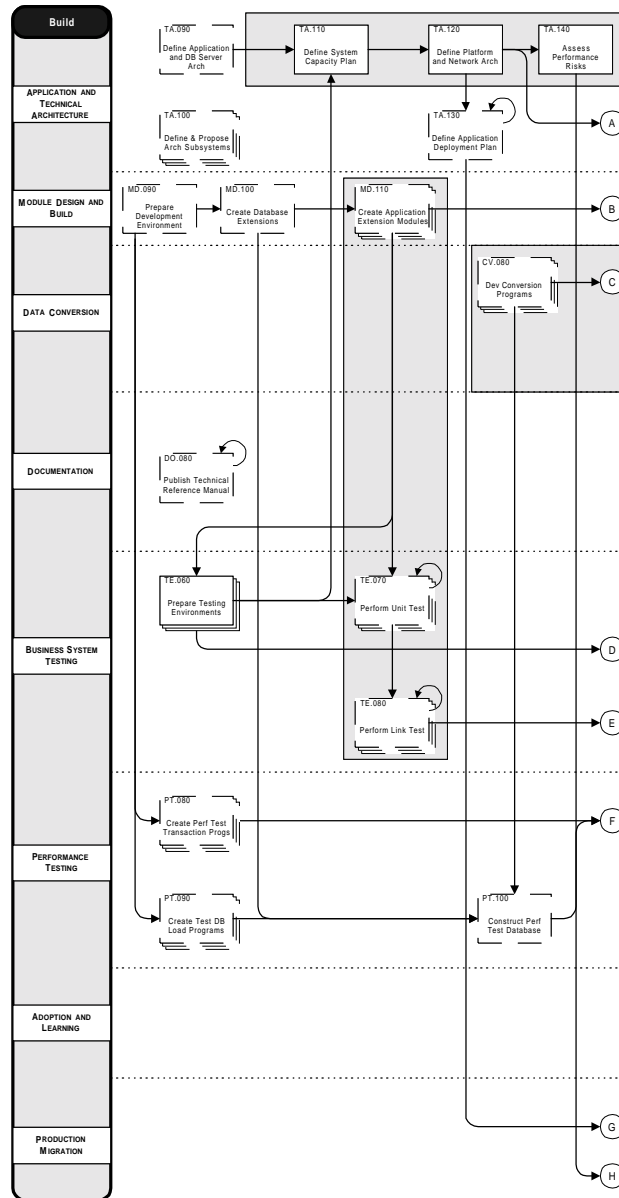 Build
TA.090
Define Application
and DB Server
Arch
TA.110
Define System
Capacity Plan
TA.120
Define Platform
and Network Arch
TA.140
Assess
Performance
Risks
APPLICATION AND
TECHNICAL
ARCHITECTURE
TA.100
Define & Propose
Arch Subsystems
TA.130
Define Application
Deployment Plan
A
MODULE DESIGN AND
BUILD
MD.090
Prepare
Development
Environment
MD.100
Create Database
Extensions
MD.110
Create Application
Extension Modules
B
DATA CONVERSION
CV.080
Dev Conversion
Programs
C
DOCUMENTATION
DO.080
Publish Technical
Reference Manual
BUSINESS SYSTEM
TESTING
TE.060
Prepare Testing
Environments
TE.070
Perform Unit Test
D
TE.080
Perform Link Test
E
PERFORMANCE
TESTING
PT.080
Create Perf Test
Transaction Progs
F
PT.090
Create Test DB
Load Programs
PT.100
Construct Perf
Test Database
ADOPTION AND
LEARNING
PRODUCTION
MIGRATION
G
H